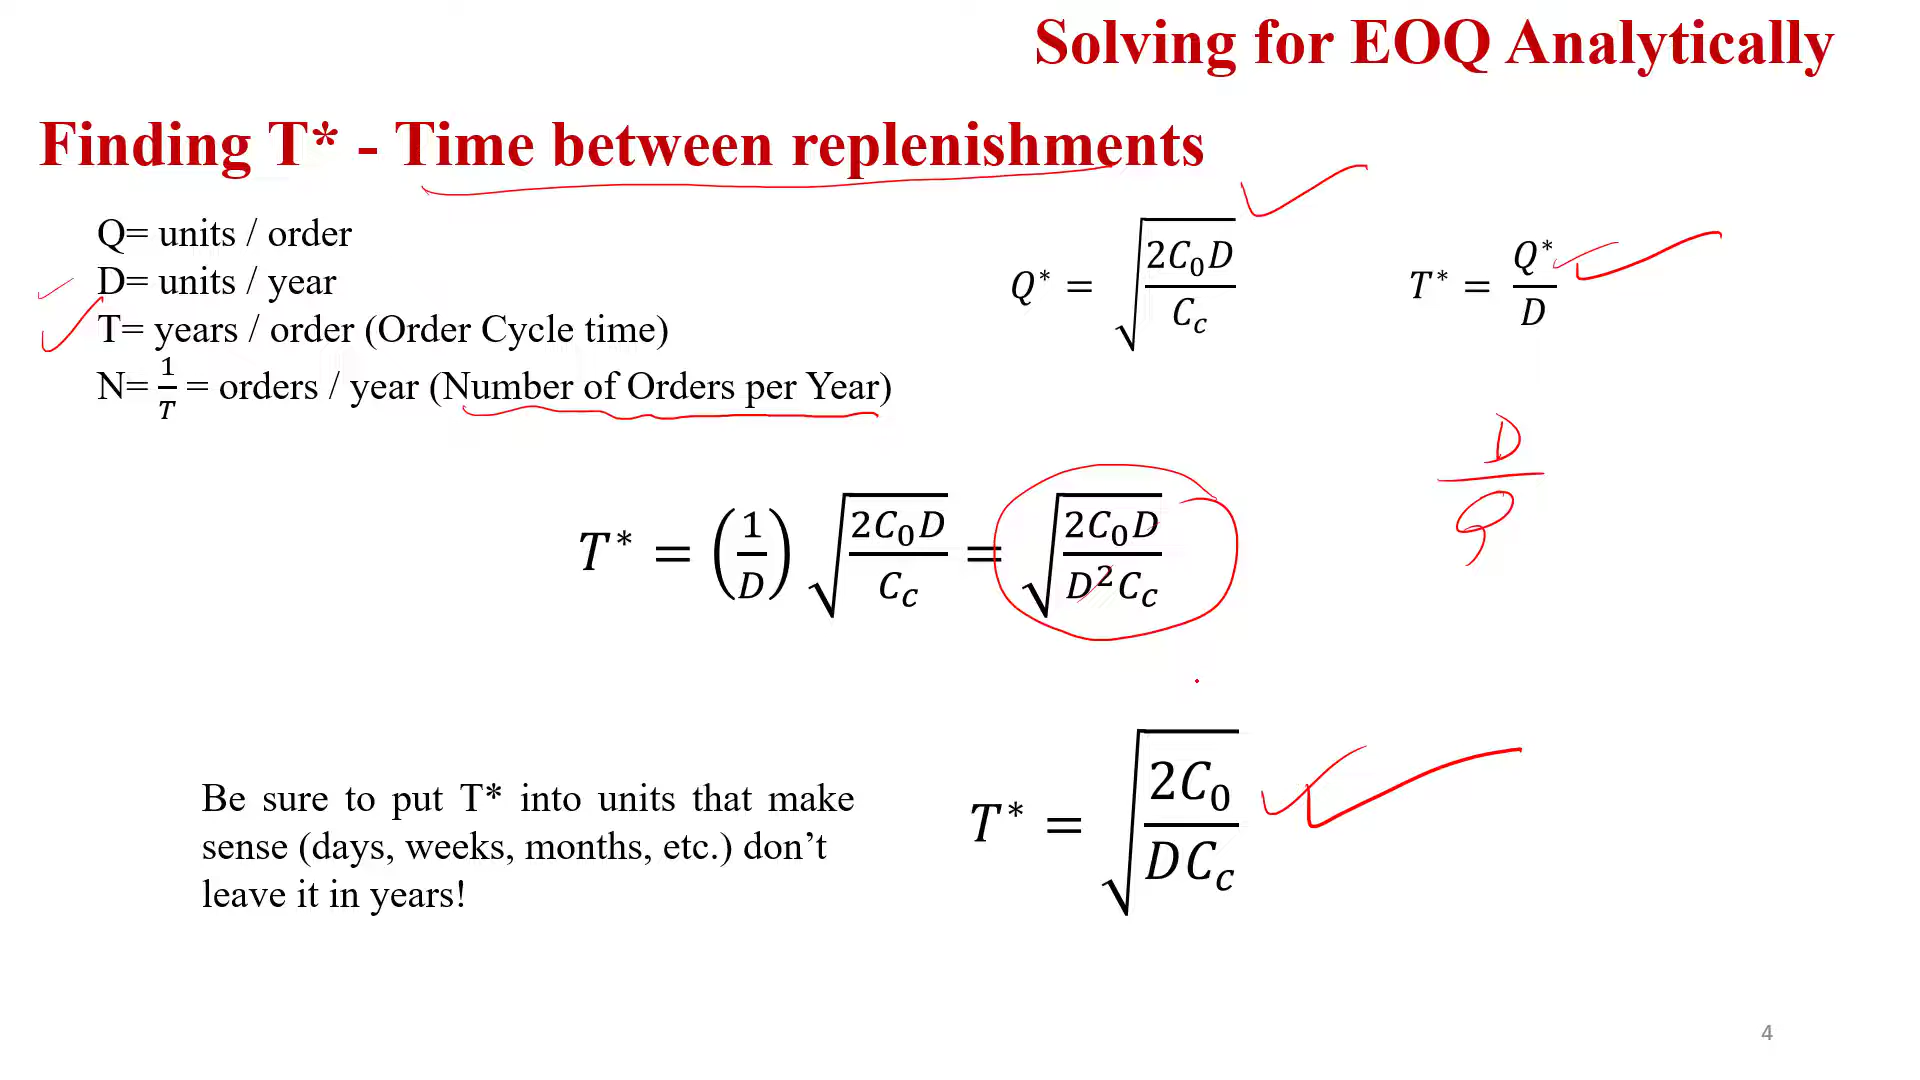 Solving for EOQ Analytically
Finding T* - Time between replenishments
Q= units / order
D= units / year
T= years / order (Order Cycle time)
N= 1/T = orders / year (Number of Orders per Year)
Q* = √(2C₀D / C_c)
T* = Q* / D
D / Q
T* = (1/D) √(2C₀D / C_c) = √(2C₀D / D²C_c)
Be sure to put T* into units that make
sense (days, weeks, months, etc.) don’t
leave it in years!
T* = √(2C₀ / DC_c)
4